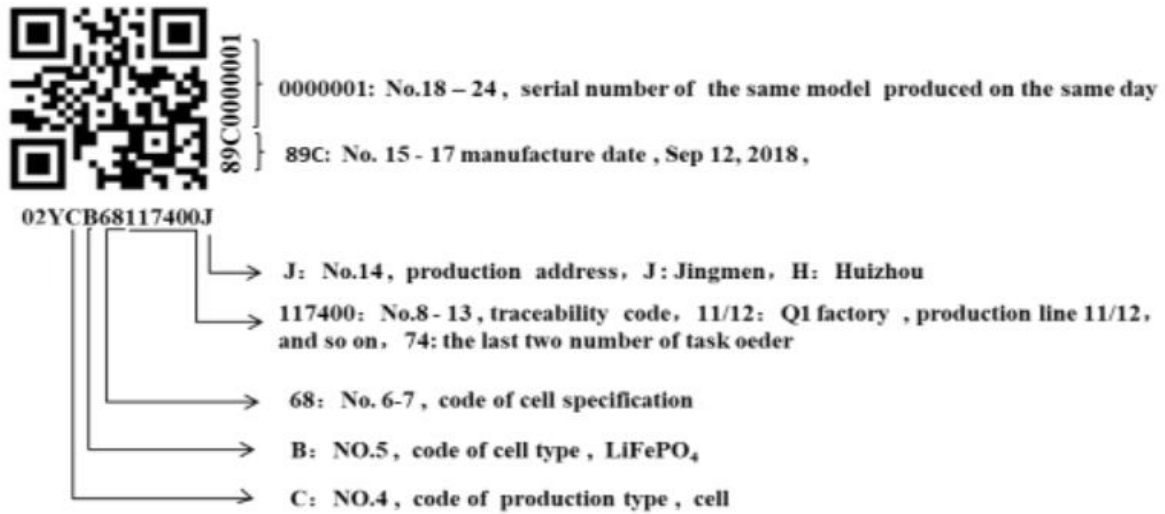 89C0000001
0000001: No.18 – 24 , serial number of the same model produced on the same day
89C: No. 15 - 17 manufacture date , Sep 12, 2018 ,
02YCB68117400J
J: No.14, production address, J: Jingmen, H: Huizhou
117400: No.8 - 13 , traceability code, 11/12: Q1 factory , production line 11/12,
and so on, 74: the last two number of task oeder
68: No. 6-7 , code of cell specification
B: NO.5 , code of cell type , LiFePO₄
C: NO.4 , code of production type , cell